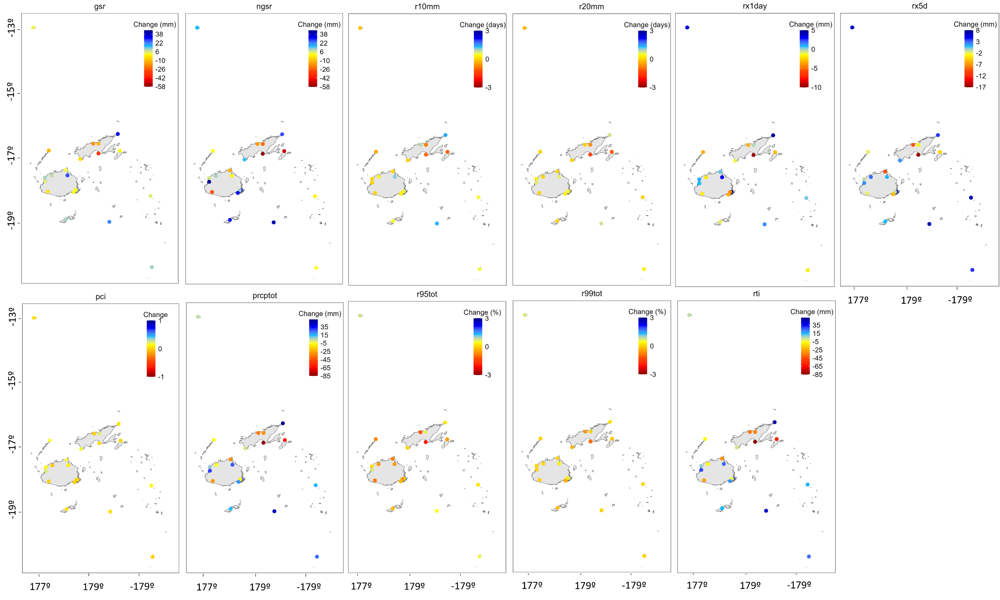 gsr
ngsr
r10mm
r20mm
rx1day
rx5d
Change (mm)
38
22
6
-10
-26
-42
-58
Change (mm)
38
22
6
-10
-26
-42
-58
Change (days)
3
0
-3
Change (days)
3
0
-3
Change (mm)
5
0
-5
-10
Change (mm)
8
3
-2
-7
-12
-17
-13º
-15º
-17º
-19º
177º
179º
-179º
pci
prcptot
r95tot
r99tot
rti
Change
1
0
-1
Change (mm)
35
15
-5
-25
-45
-65
-85
Change (%)
3
0
-3
Change (%)
3
0
-3
Change (mm)
35
15
-5
-25
-45
-65
-85
-13º
-15º
-17º
-19º
177º
179º
-179º
177º
179º
-179º
177º
179º
-179º
177º
179º
-179º
177º
179º
-179º